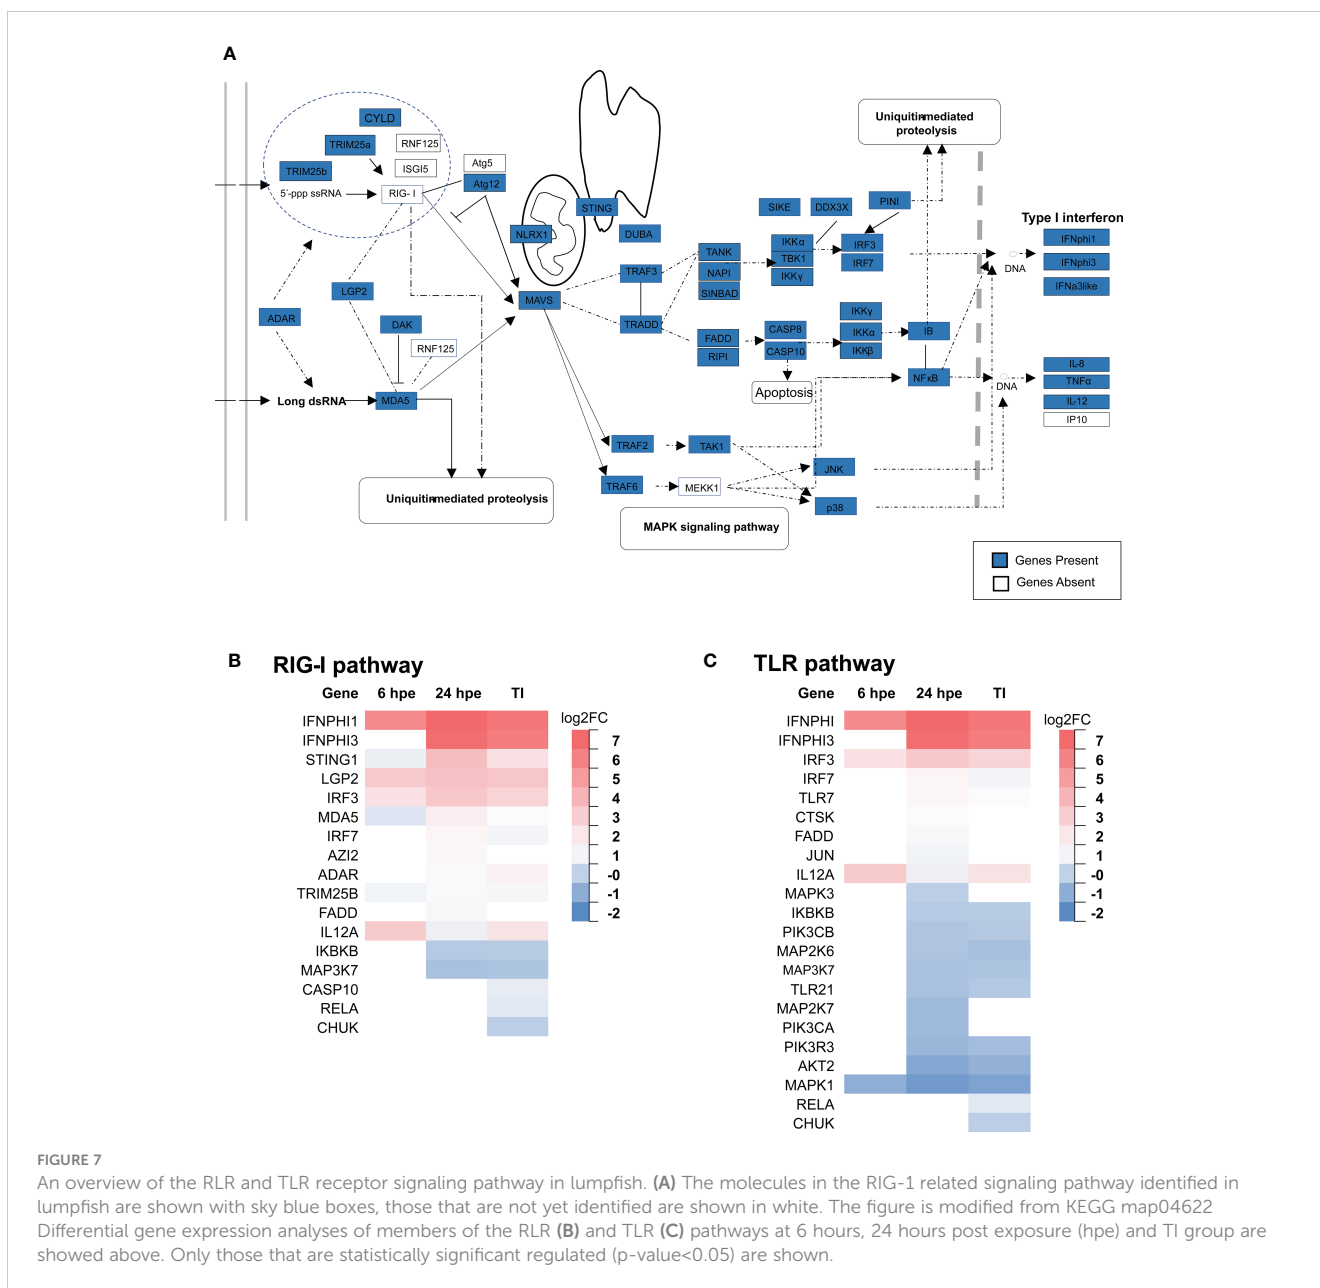 A
CYLD
TRIM25a
RNF125
TRIM25b
ISGI5
Atg5
Atg12
5`-ppp ssRNA
RIG- I
NLRX1
STING
DUBA
SIKE
DDX3X
PINI
Uniquitin-mediated
proteolysis
Type I interferon
IFNphi1
IFNphi3
IFNa3like
DNA
TANK
NAPI
SINBAD
IKKα
TBK1
IKKγ
IRF3
IRF7
TRAF3
TRADD
MAVS
LGP2
ADAR
DAK
RNF125
FADD
RIPI
CASP8
CASP10
Apoptosis
IKKγ
IKKα
IKKβ
IB
NFκB
DNA
IL-8
TNFα
IL-12
IP10
Long dsRNA
MDA5
TRAF2
TAK1
TRAF6
MEKK1
JNK
p38
Uniquitin-mediated proteolysis
MAPK signaling pathway
Genes Present
Genes Absent
B RIG-I pathway
Gene 6 hpe 24 hpe TI
IFNPHI1
IFNPHI3
STING1
LGP2
IRF3
MDA5
IRF7
AZI2
ADAR
TRIM25B
FADD
IL12A
IKBKB
MAP3K7
CASP10
RELA
CHUK
log2FC
7
6
5
4
3
2
1
-0
-1
-2
C TLR pathway
Gene 6 hpe 24 hpe TI
IFNPHI
IFNPHI3
IRF3
IRF7
TLR7
CTSK
FADD
JUN
IL12A
MAPK3
IKBKB
PIK3CB
MAP2K6
MAP3K7
TLR21
MAP2K7
PIK3CA
PIK3R3
AKT2
MAPK1
RELA
CHUK
log2FC
7
6
5
4
3
2
1
-0
-1
-2
FIGURE 7
An overview of the RLR and TLR receptor signaling pathway in lumpfish. (A) The molecules in the RIG-1 related signaling pathway identified in
lumpfish are shown with sky blue boxes, those that are not yet identified are shown in white. The figure is modified from KEGG map04622
Differential gene expression analyses of members of the RLR (B) and TLR (C) pathways at 6 hours, 24 hours post exposure (hpe) and TI group are
showed above. Only those that are statistically significant regulated (p-value<0.05) are shown.